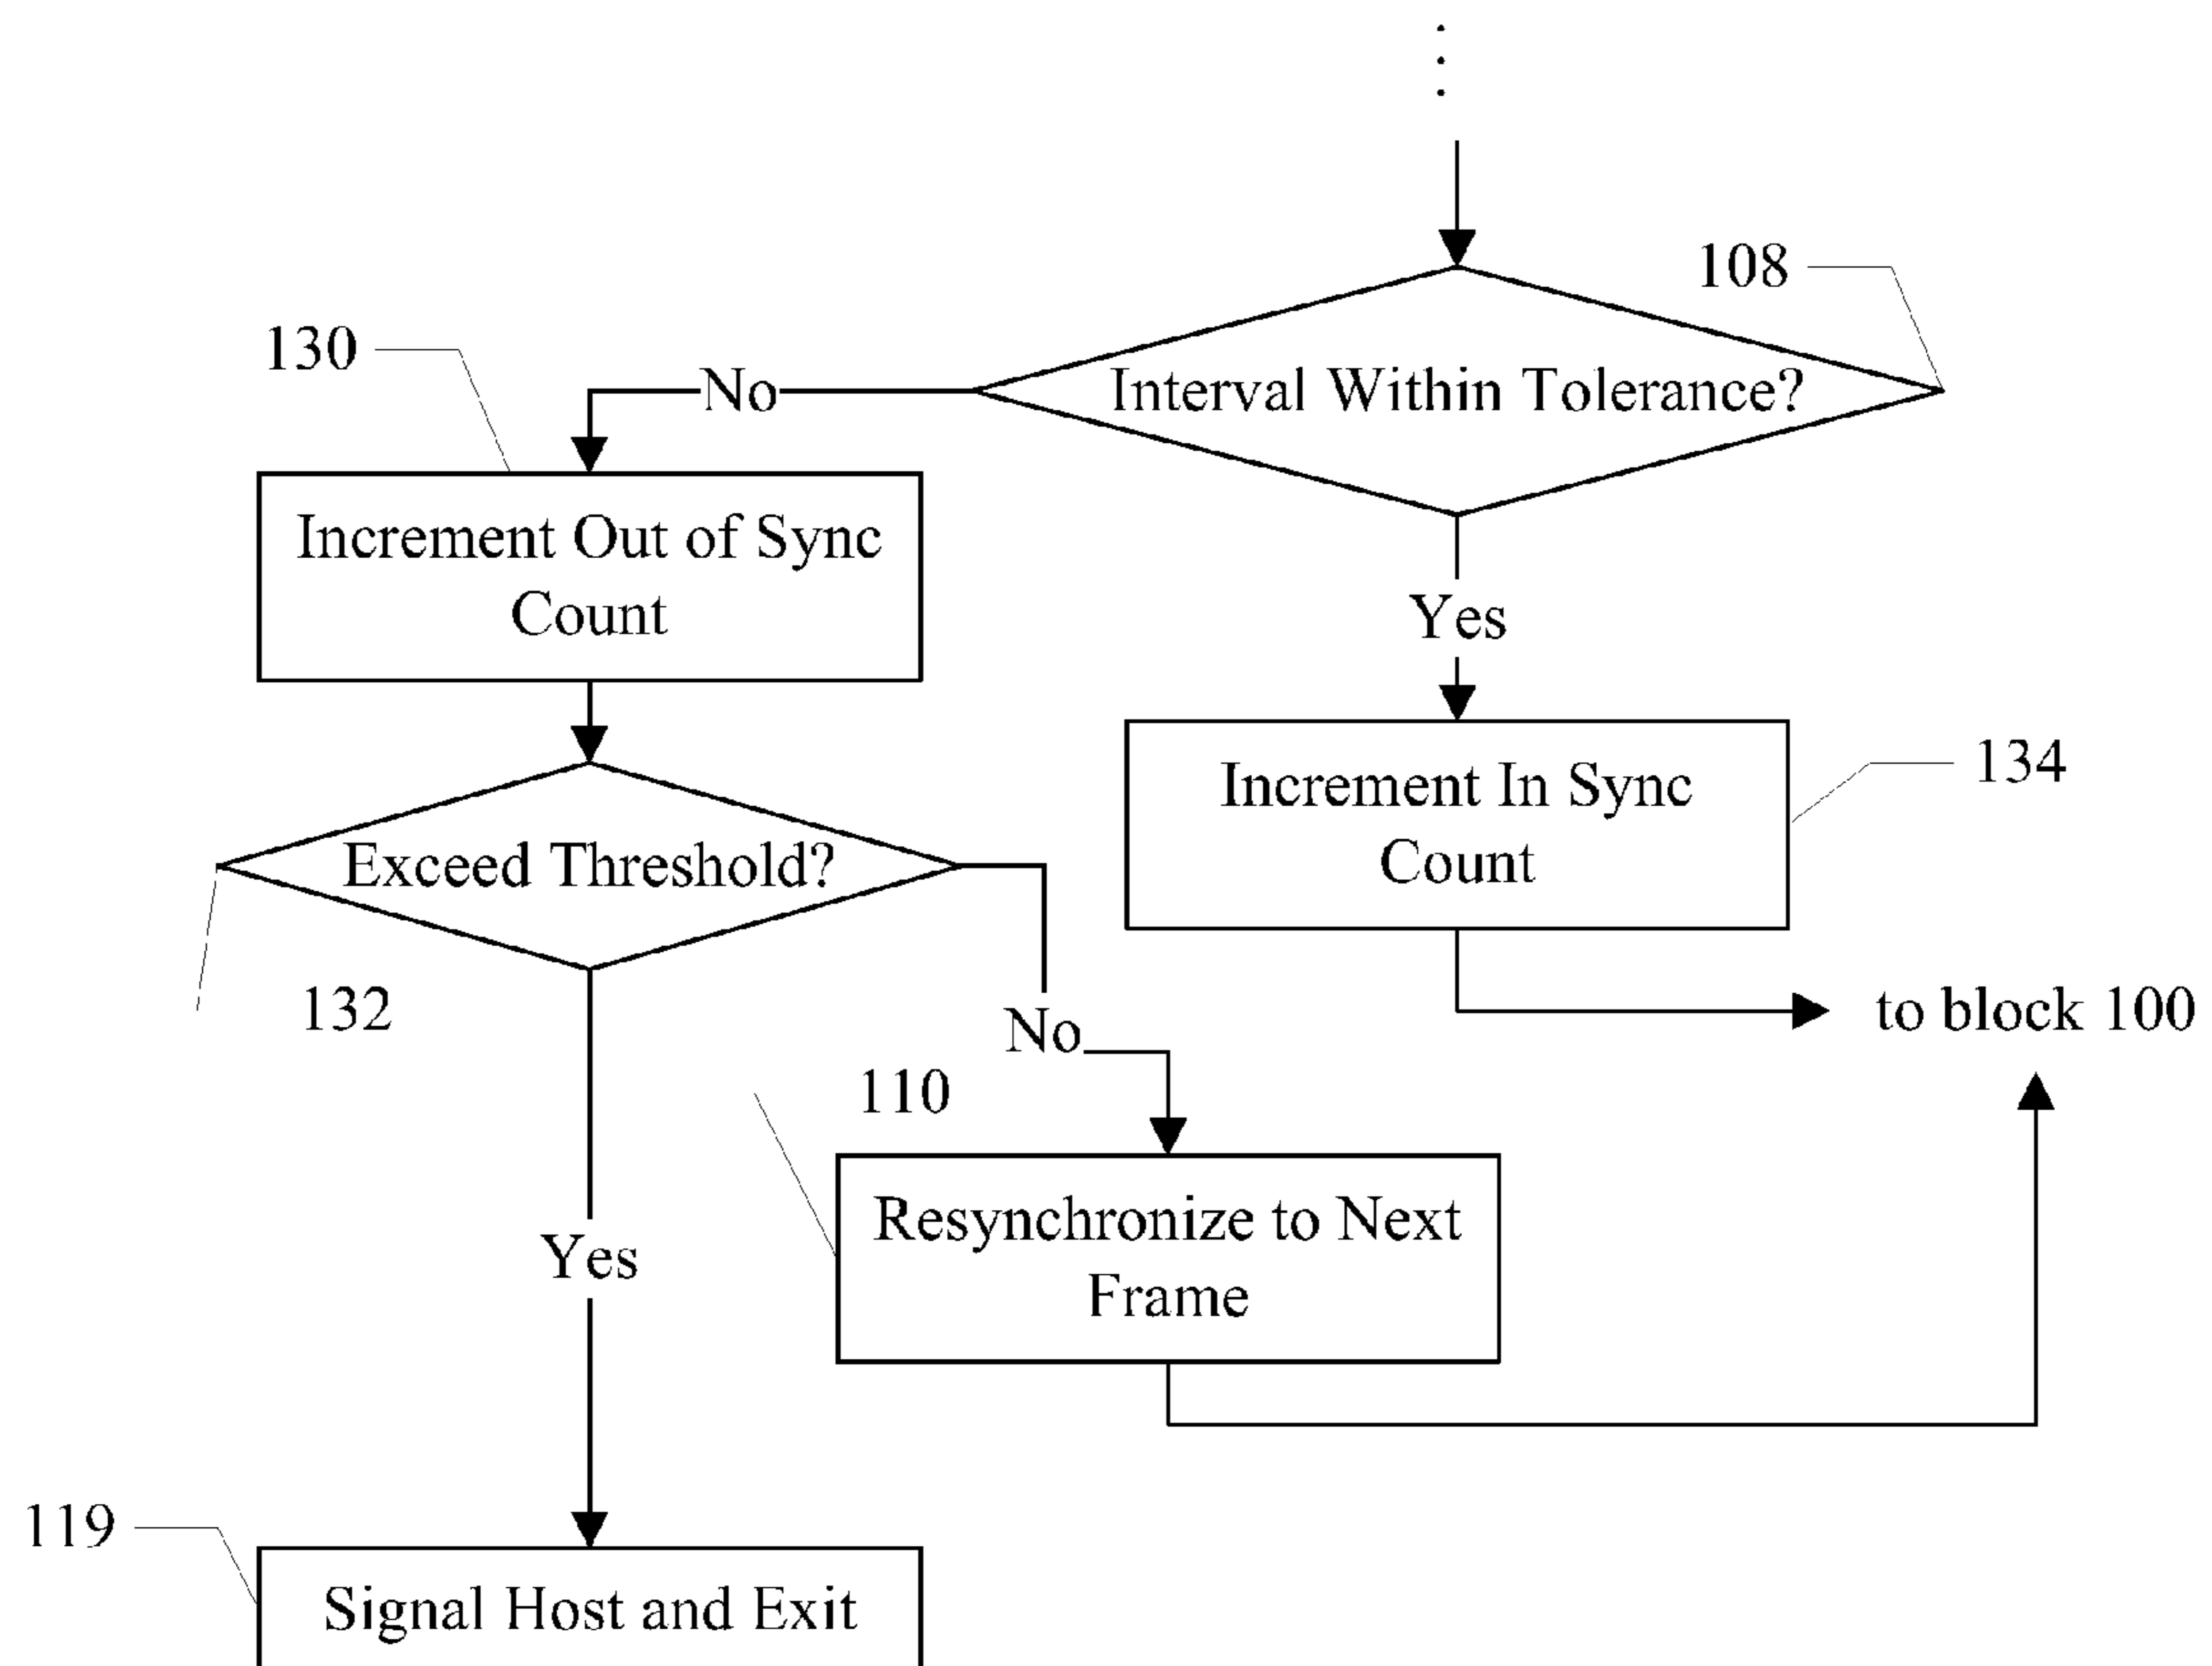 108
130
No
Interval Within Tolerance?
Increment Out of Sync
Count
Yes
134
Increment In Sync
Count
Exceed Threshold?
132
No
to block 100
110
Resynchronize to Next
Frame
Yes
119
Signal Host and Exit